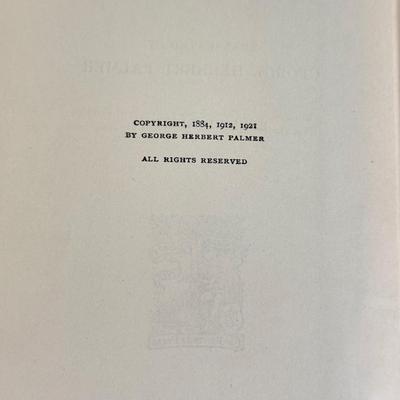 COPYRIGHT, 1884, 1912, 1921
BY GEORGE HERBERT PALMER
ALL RIGHTS RESERVED